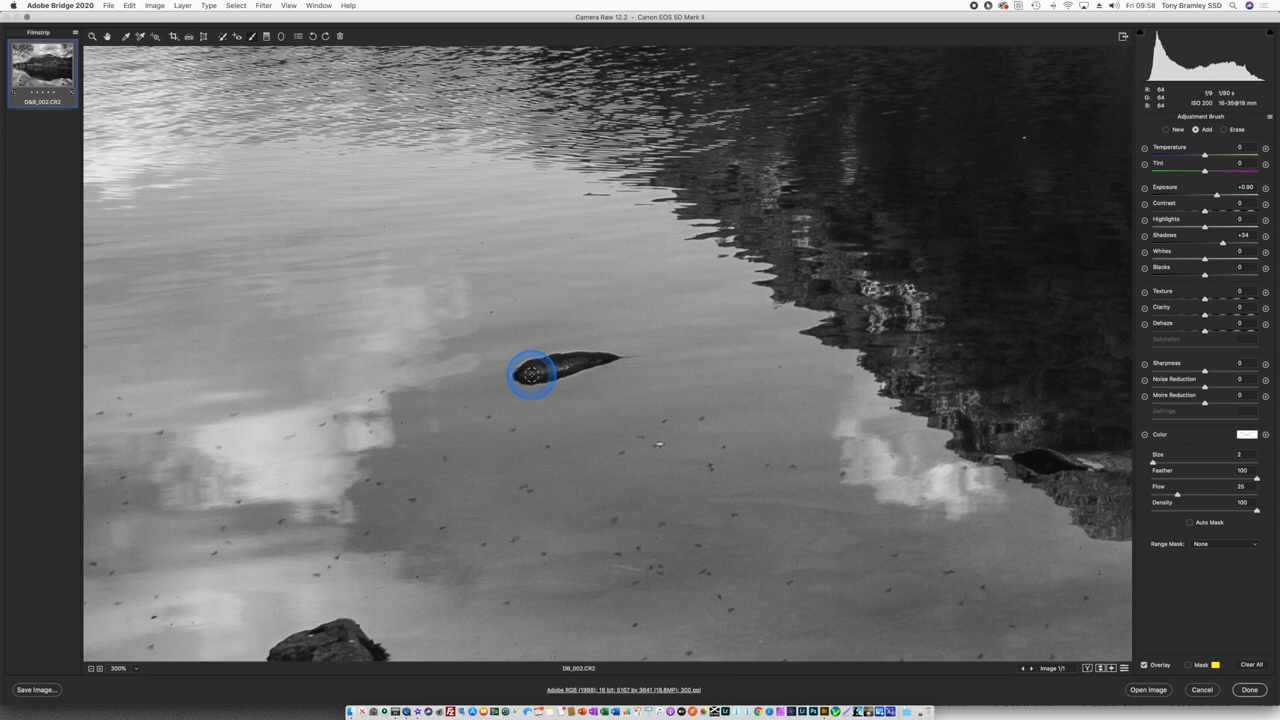 Adobe Bridge 2020 File Edit Image Layer Type Select Filter View Window Help Fri 09:58 Tony Bramley SSD
Camera Raw 12.2 - Canon EOS 5D Mark II
Filmstrip
D&B_002.CR2
R: 64
G: 64
B: 64
f/9 1/80 s
ISO 200 16-35@18 mm
Adjustment Brush
New Add Erase
Temperature 0
Tint 0
Exposure +0.90
Contrast 0
Highlights 0
Shadows +34
Whites 0
Blacks 0
Texture 0
Clarity 0
Dehaze 0
Saturation
Sharpness 0
Noise Reduction 0
Moire Reduction 0
Defringe
Color
Size 2
Feather 100
Flow 25
Density 100
Auto Mask
Range Mask: None
300% DB_002.CR2 Image 1/1 Y
Overlay Mask Clear All
Save Image... Adobe RGB (1998); 16 bit; 5167 by 3641 (18.8MP); 300 ppi Open Image Cancel Done